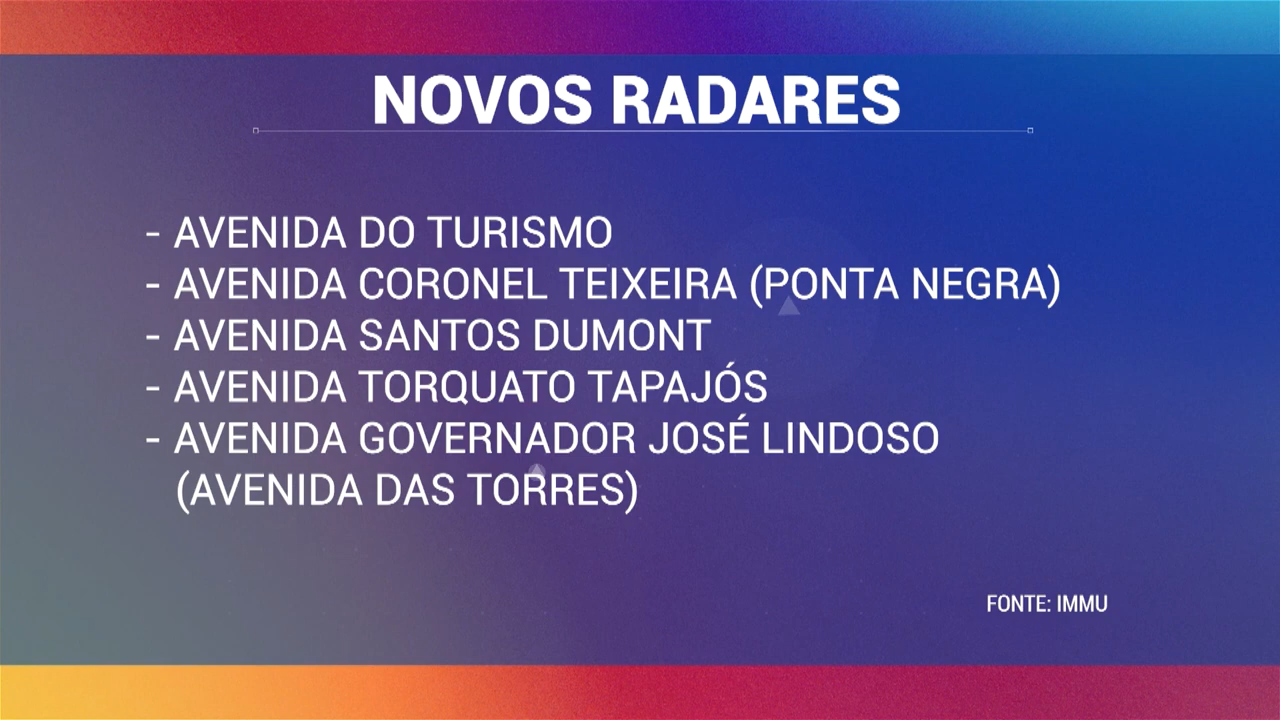 NOVOS RADARES
- AVENIDA DO TURISMO
- AVENIDA CORONEL TEIXEIRA (PONTA NEGRA)
- AVENIDA SANTOS DUMONT
- AVENIDA TORQUATO TAPAJÓS
- AVENIDA GOVERNADOR JOSÉ LINDOSO
(AVENIDA DAS TORRES)
FONTE: IMMU